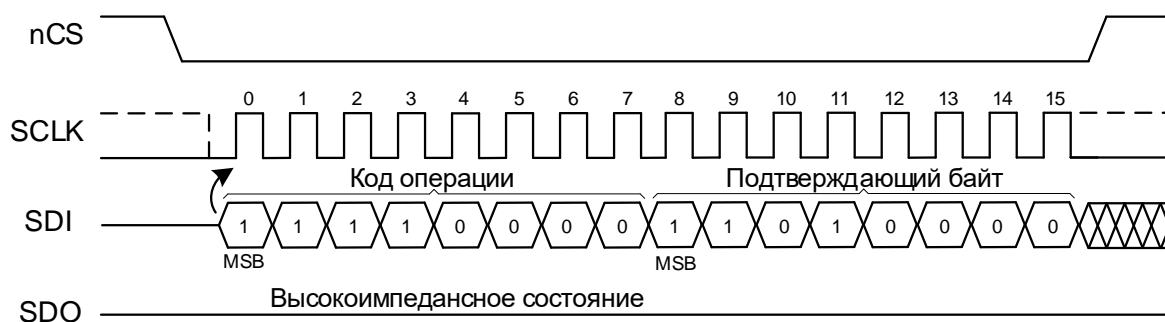 nCS
0 1 2 3 4 5 6 7 8 9 10 11 12 13 14 15
SCLK
Код операции Подтверждающий байт
SDI 1 1 1 1 0 0 0 0 1 1 0 1 0 0 0 0
MSB MSB
Высокоимпедансное состояние
SDO